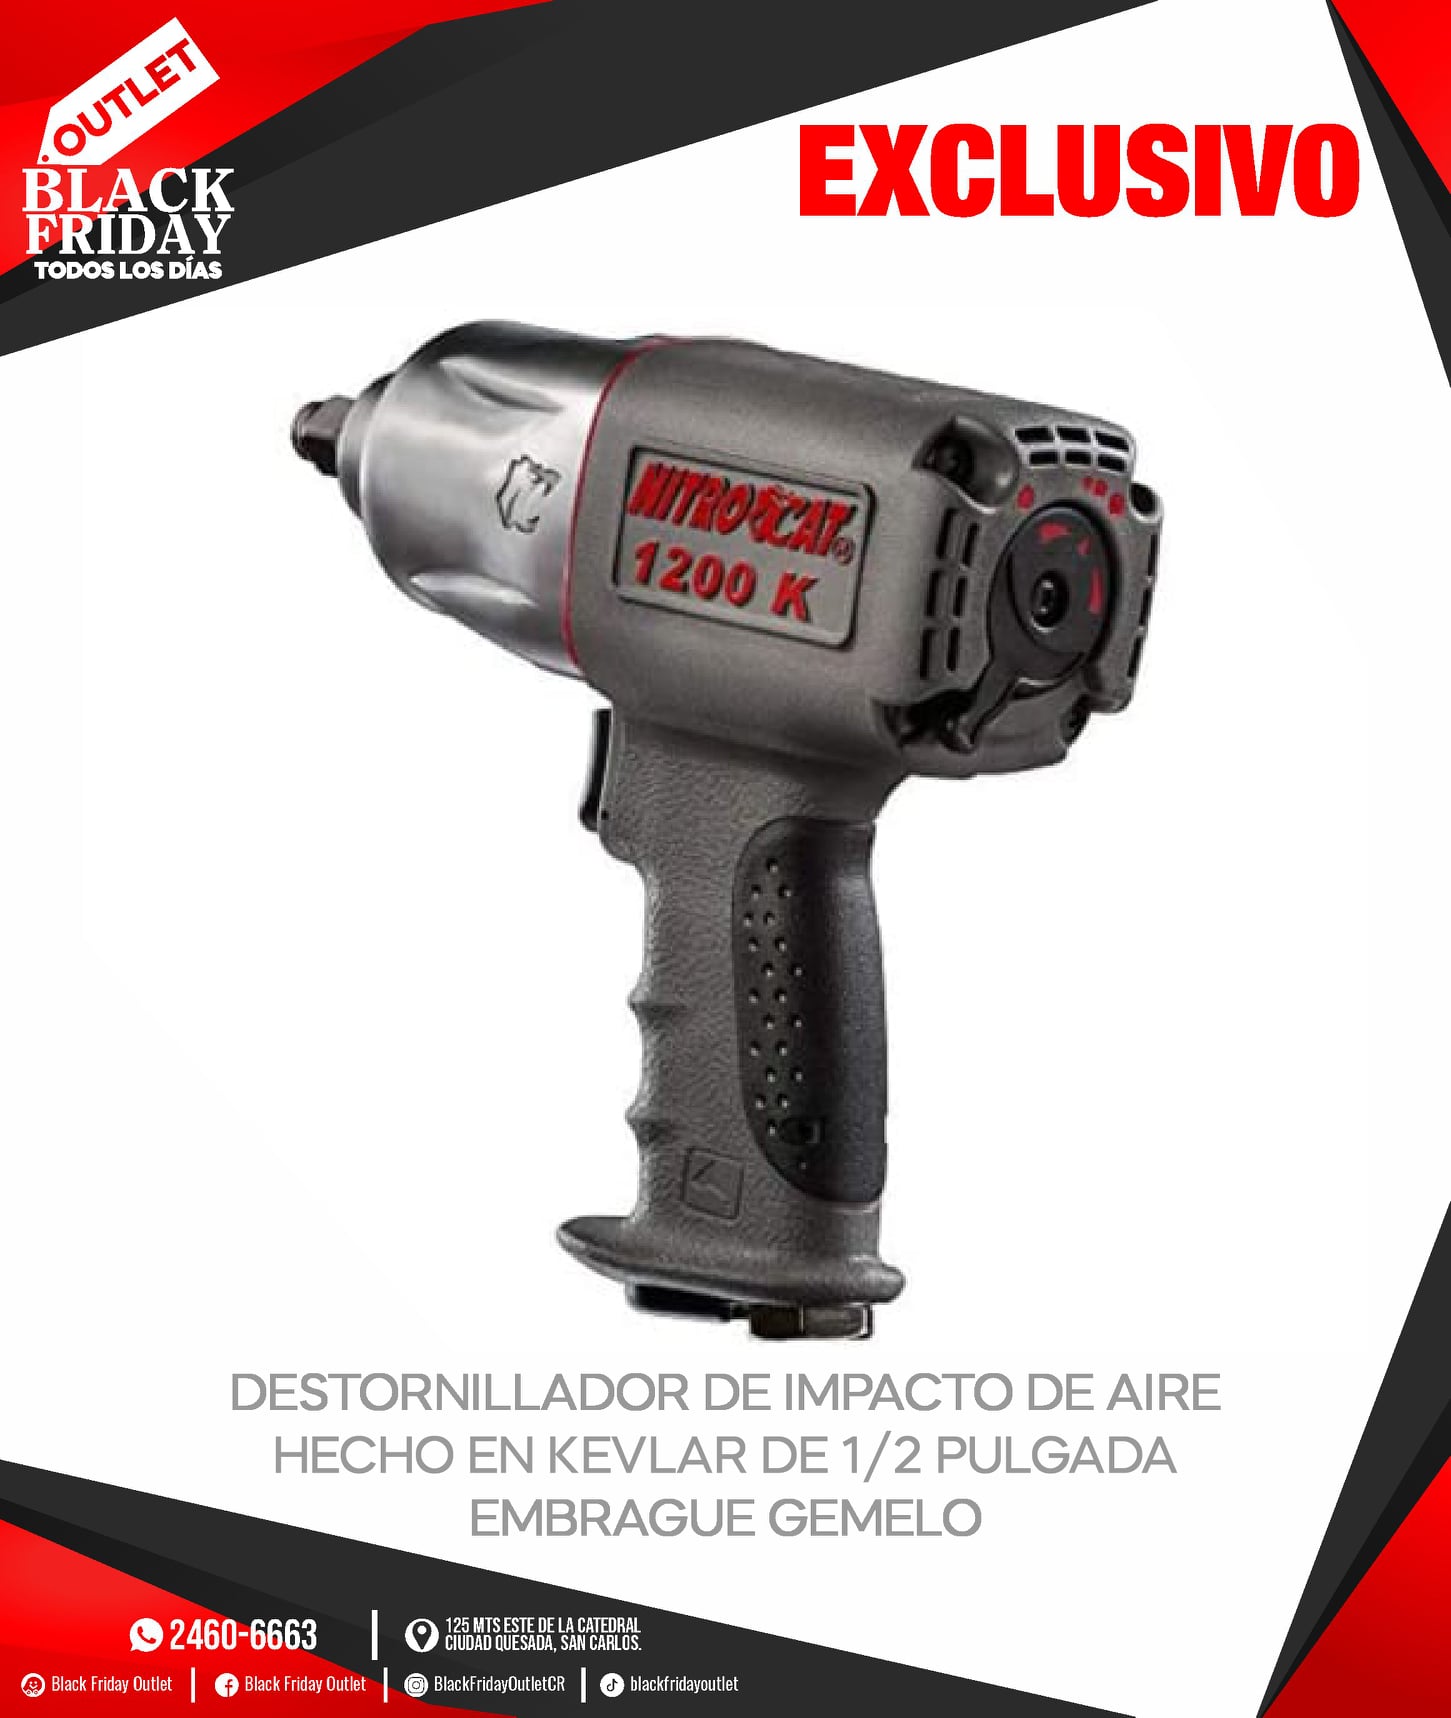 OUTLET
BLACK
FRIDAY
TODOS LOS DÍAS
EXCLUSIVO
NITROCAT®
1200 K
DESTORNILLADOR DE IMPACTO DE AIRE
HECHO EN KEVLAR DE 1/2 PULGADA
EMBRAGUE GEMELO
2460-6663
125 MTS ESTE DE LA CATEDRAL
CIUDAD QUESADA, SAN CARLOS.
Black Friday Outlet
Black Friday Outlet
BlackFridayOutletCR
blackfridayoutlet